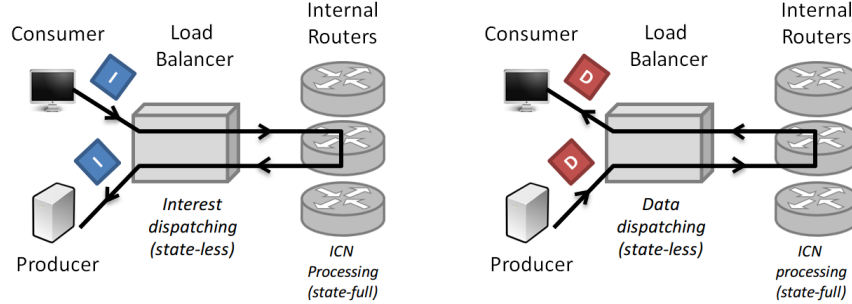 Consumer
Load
Balancer
Internal
Routers
I
I
Producer
Interest
dispatching
(state-less)
ICN
Processing
(state-full)
Consumer
Load
Balancer
Internal
Routers
D
D
Producer
Data
dispatching
(state-less)
ICN
processing
(state-full)